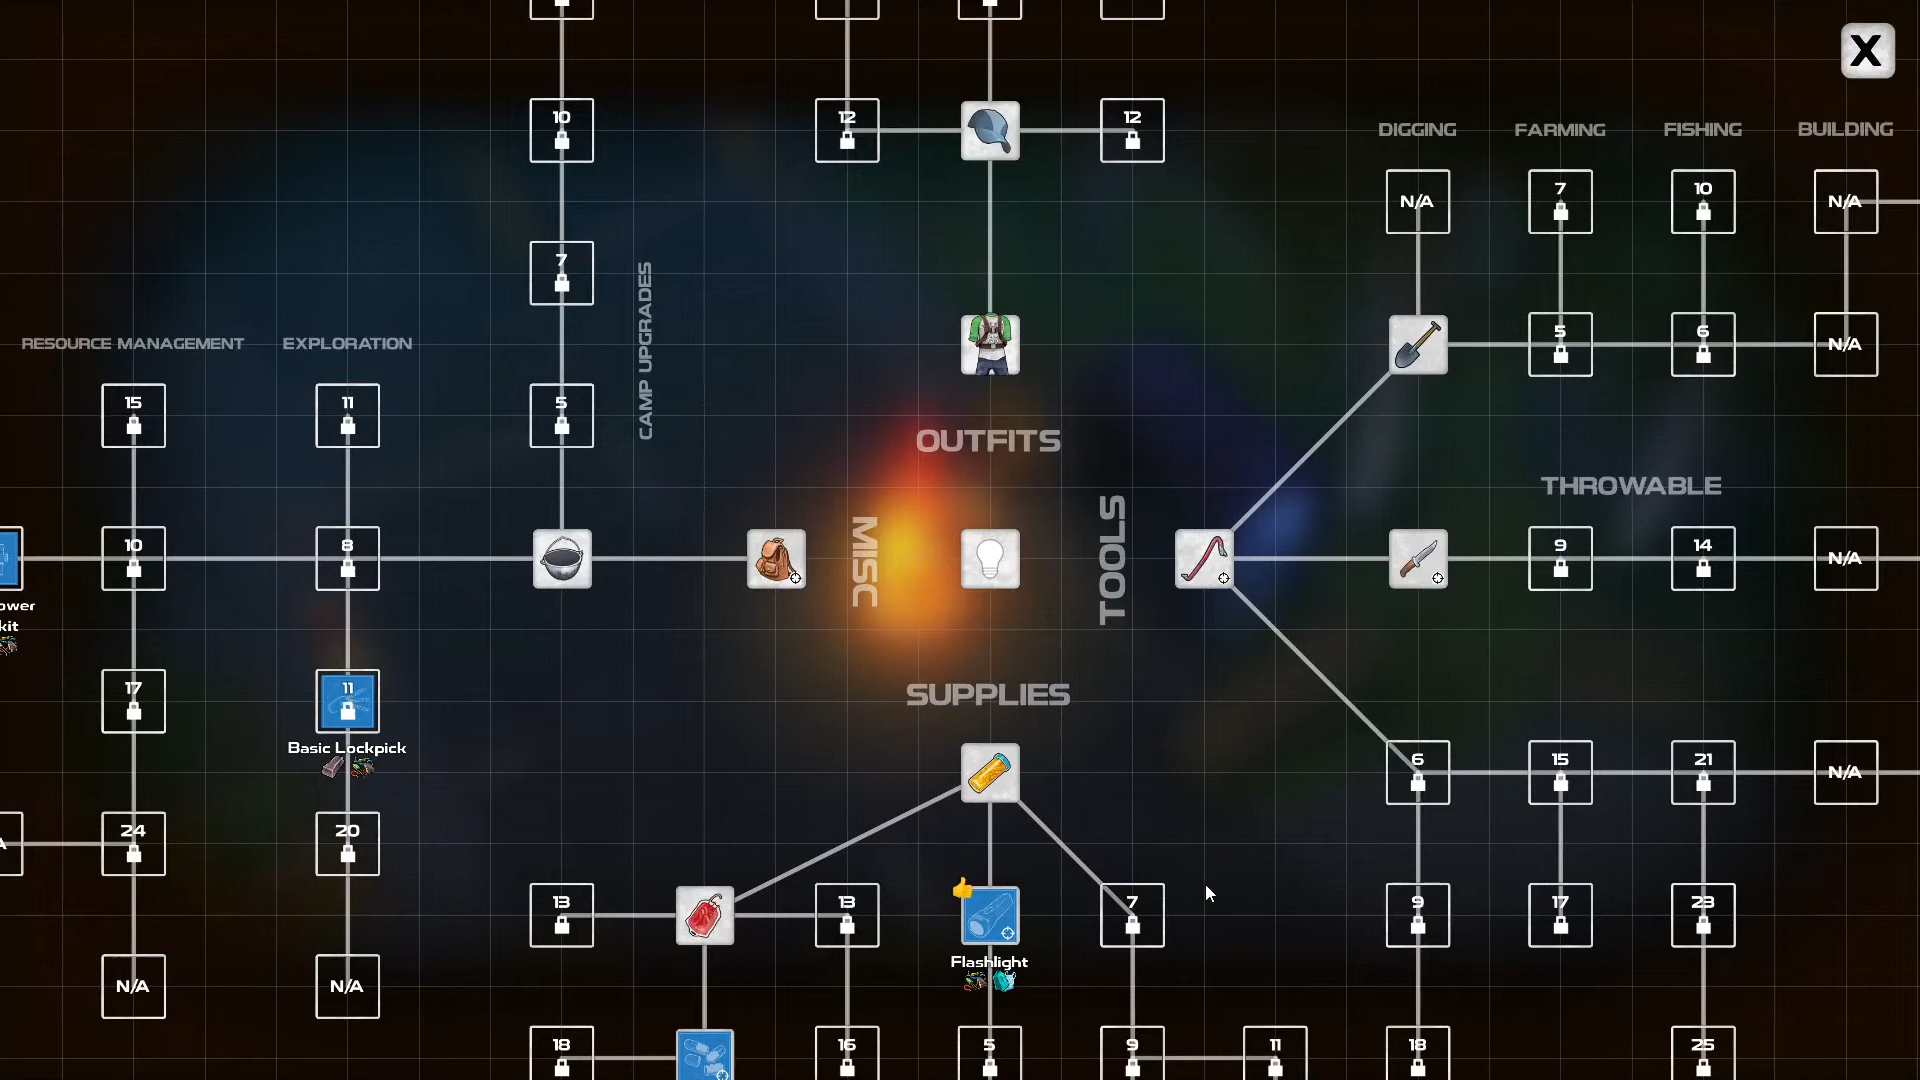 X
10
12
12
DIGGING
FARMING
FISHING
BUILDING
N/A
7
10
N/A
7
CAMP UPGRADES
RESOURCE MANAGEMENT
EXPLORATION
5
6
N/A
15
11
5
OUTFITS
THROWABLE
10
8
MISC
TOOLS
9
14
N/A
ower
kit
17
11
SUPPLIES
Basic Lockpick
6
15
21
N/A
24
20
13
13
7
9
17
23
Flashlight
N/A
N/A
18
16
5
9
11
18
25